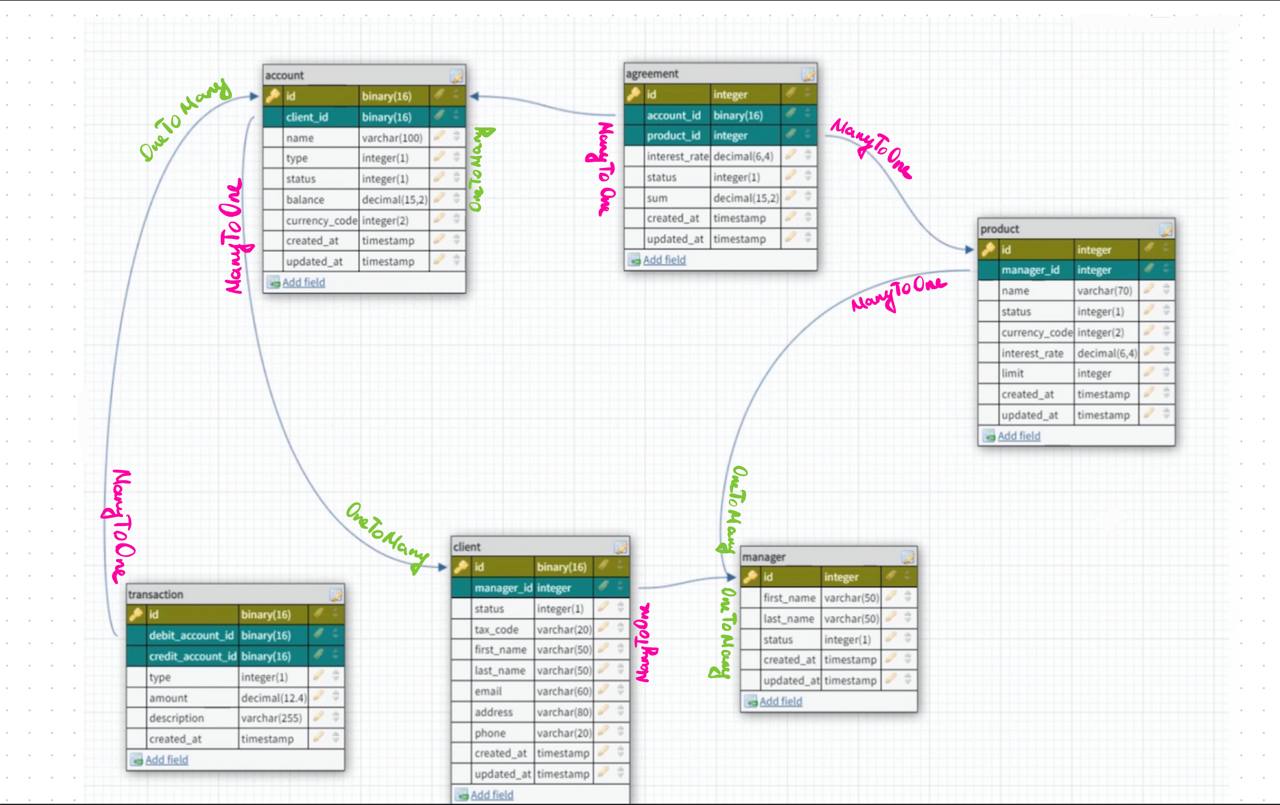 account
id binary(16)
client_id binary(16)
name varchar(100)
type integer(1)
status integer(1)
balance decimal(15,2)
currency_code integer(2)
created_at timestamp
updated_at timestamp
Add field
OneToMany
ManyToOne
OneToMany
agreement
id integer
account_id binary(16)
product_id integer
interest_rate decimal(6,4)
status integer(1)
sum decimal(15,2)
created_at timestamp
updated_at timestamp
Add field
ManyToOne
ManyToOne
product
id integer
manager_id integer
name varchar(70)
status integer(1)
currency_code integer(2)
interest_rate decimal(6,4)
limit integer
created_at timestamp
updated_at timestamp
Add field
ManyToOne
OneToMany
ManyToOne
OneToMany
transaction
id binary(16)
debit_account_id binary(16)
credit_account_id binary(16)
type integer(1)
amount decimal(12.4)
description varchar(255)
created_at timestamp
Add field
client
id binary(16)
manager_id integer
status integer(1)
tax_code varchar(20)
first_name varchar(50)
last_name varchar(50)
email varchar(60)
address varchar(80)
phone varchar(20)
created_at timestamp
updated_at timestamp
Add field
ManyToOne
OneToMany
manager
id integer
first_name varchar(50)
last_name varchar(50)
status integer(1)
created_at timestamp
updated_at timestamp
Add field